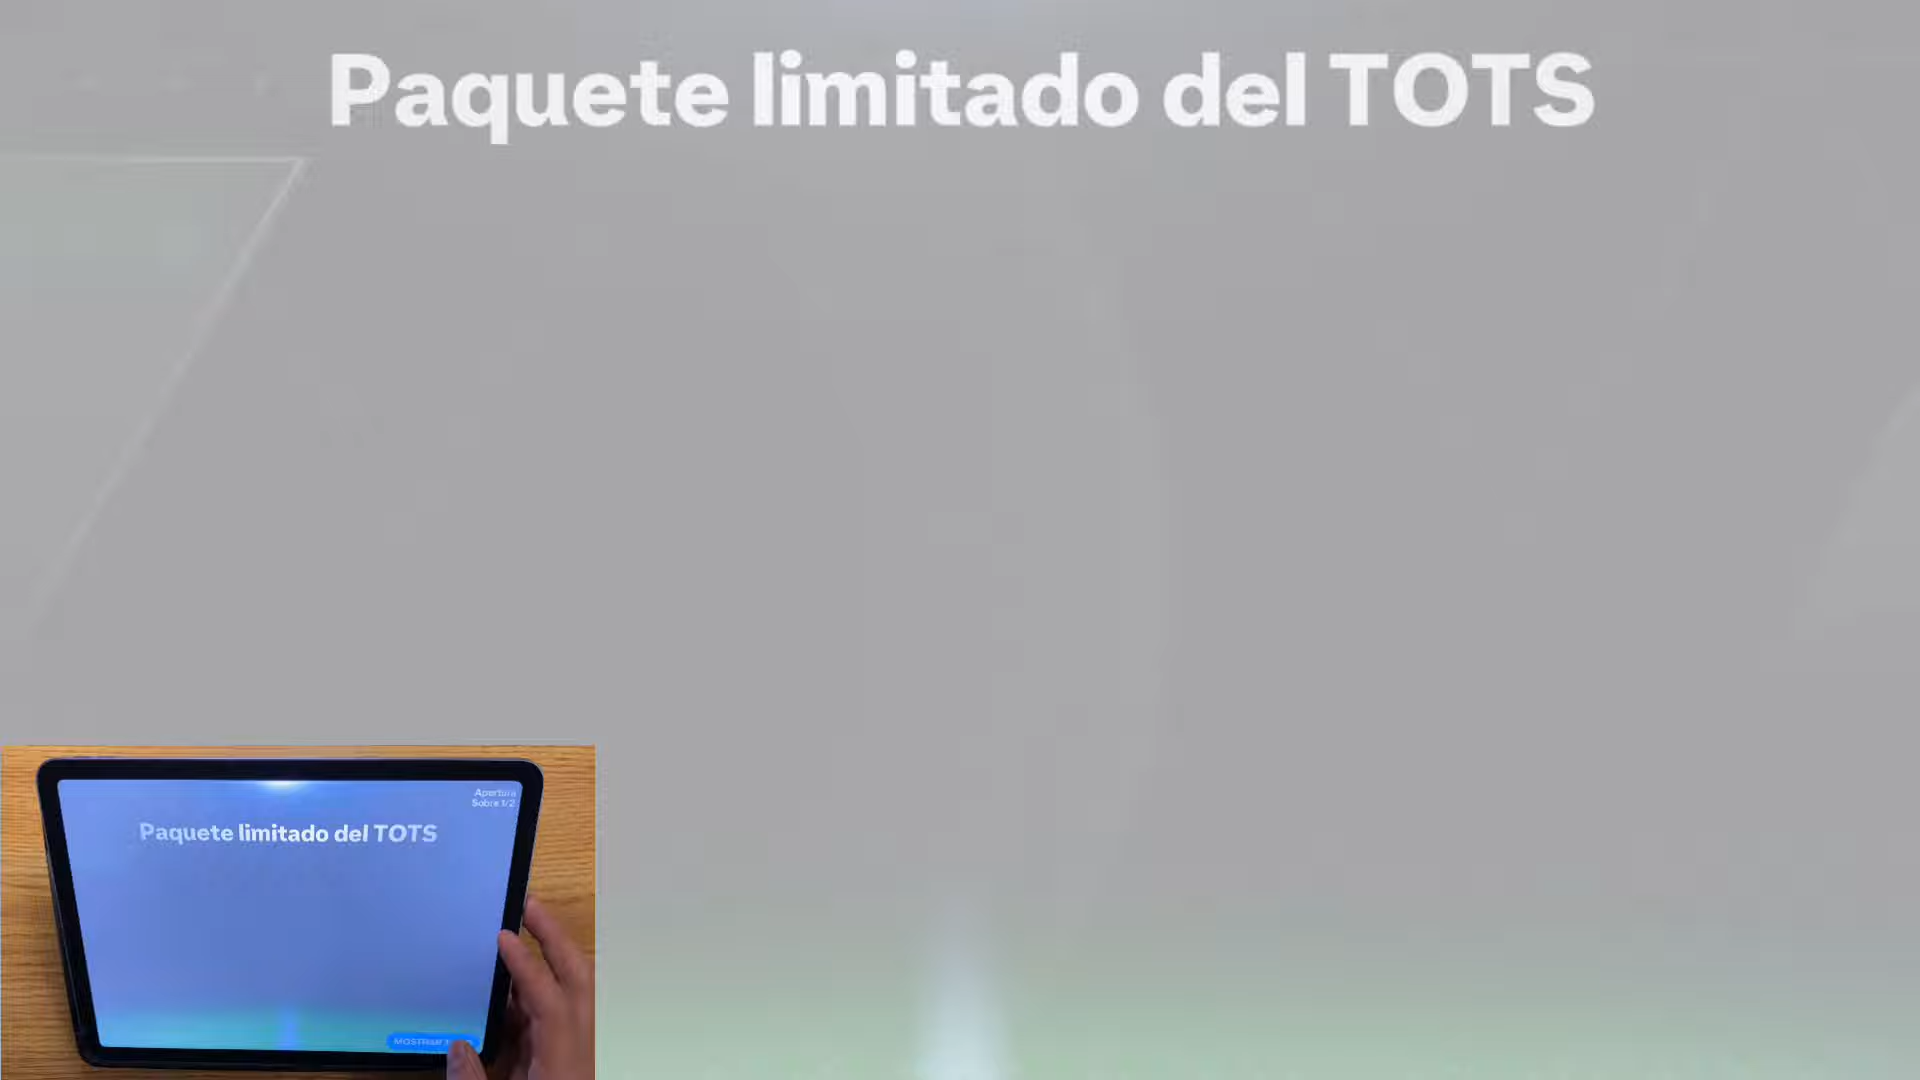 Paquete limitado del TOTS
Apertura
Sobre 1/2
Paquete limitado del TOTS